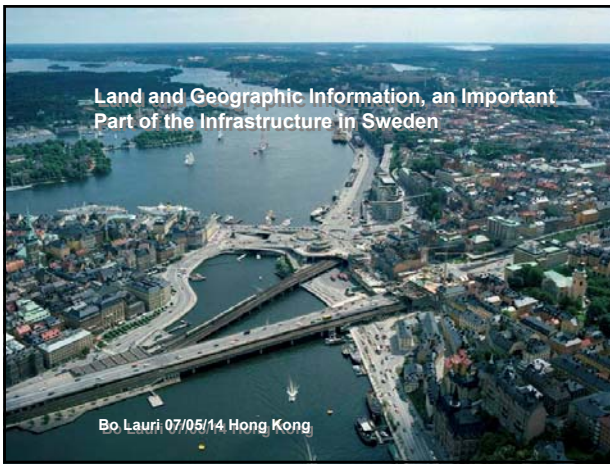 Land and Geographic Information, an Important
Part of the Infrastructure in Sweden
Bo Lauri 07/05/14 Hong Kong